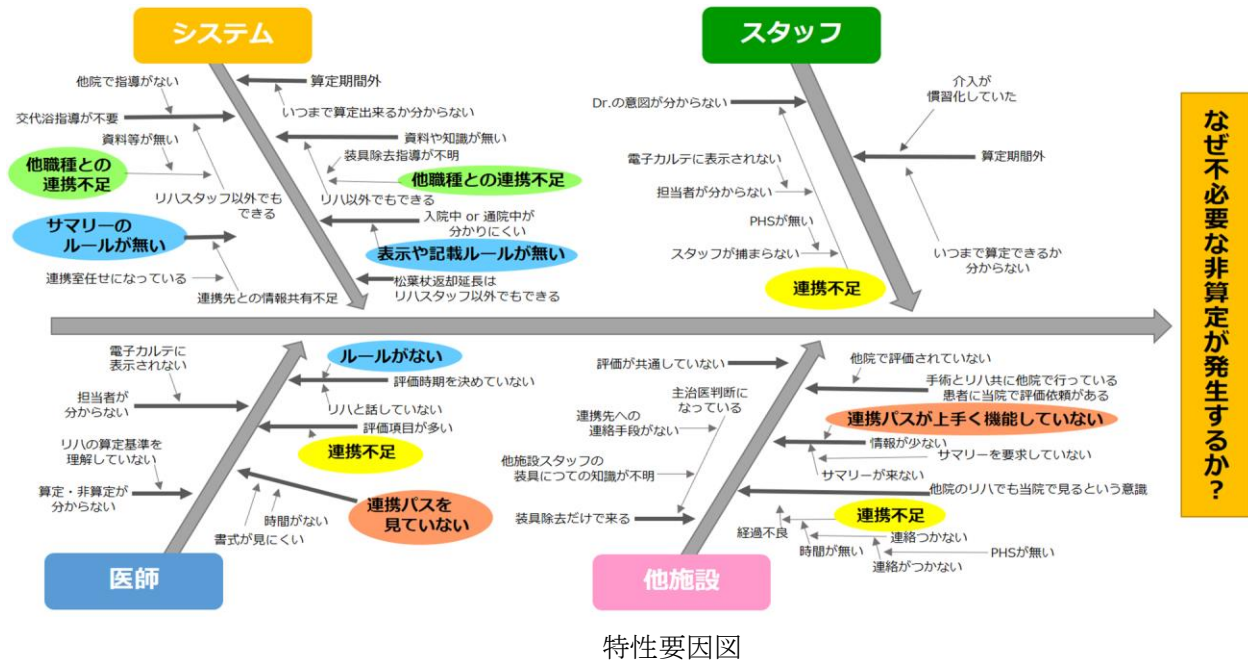 システム
他院で指導がない
算定期間外
いつまで算定出来るか分からない
交代浴指導が不要
資料等が無い
資料や知識が無い
装具除去指導が不明
他職種との
連携不足
他職種との連携不足
リハスタッフ以外でも
できる
リハ以外でもできる
サマリーの
ルールが無い
入院中 or 通院中が
分かりにくい
表示や記載ルールが無い
連携室任せになっている
連携先との情報共有不足
松葉杖返却延長は
リハスタッフ以外でもできる
スタッフ
Dr.の意図が分からない
介入が
慣習化していた
電子カルテに表示されない
算定期間外
担当者が分からない
PHSが無い
スタッフが捕まらない
いつまで算定できるか
分からない
連携不足
なぜ不必要な非算定が発生するか?
電子カルテに
表示されない
ルールがない
評価時期を決めていない
担当者が
分からない
リハと話していない
評価項目が多い
連携不足
リハの算定基準を
理解していない
算定・非算定が
分からない
連携パスを
見ていない
時間がない
書式が見にくい
医師
評価が共通していない
他院で評価されていない
手術とリハ共に他院で行っている
患者に当院で評価依頼がある
主治医判断に
なっている
連携先への
連絡手段がない
連携パスが上手く機能していない
情報が少ない
サマリーを要求していない
サマリーが来ない
他施設スタッフの
装具につての知識が不明
他院のリハでも当院で見るという意識
装具除去だけで来る
連携不足
経過不良
連絡つかない
時間が無い
PHSが無い
連絡がつかない
他施設
特性要因図